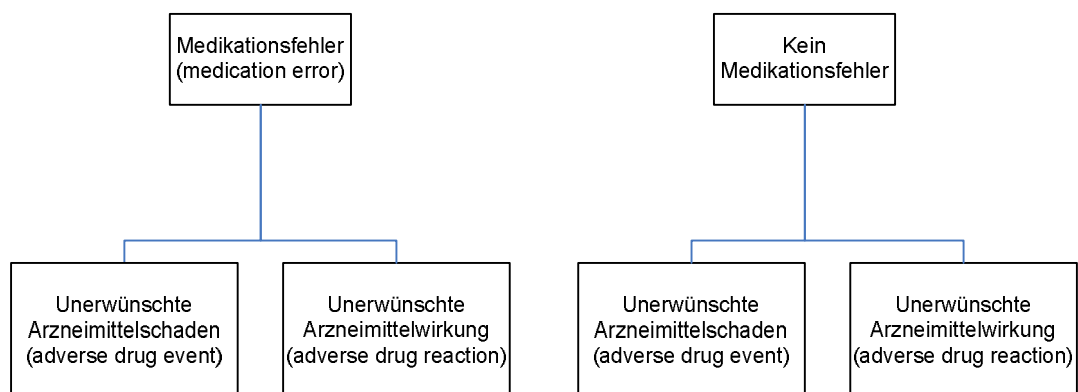 Medikationsfehler
(medication error)
Kein
Medikationsfehler
Unerwünschte
Arzneimittelschaden
(adverse drug event)
Unerwünschte
Arzneimittelwirkung
(adverse drug reaction)
Unerwünschte
Arzneimittelschaden
(adverse drug event)
Unerwünschte
Arzneimittelwirkung
(adverse drug reaction)